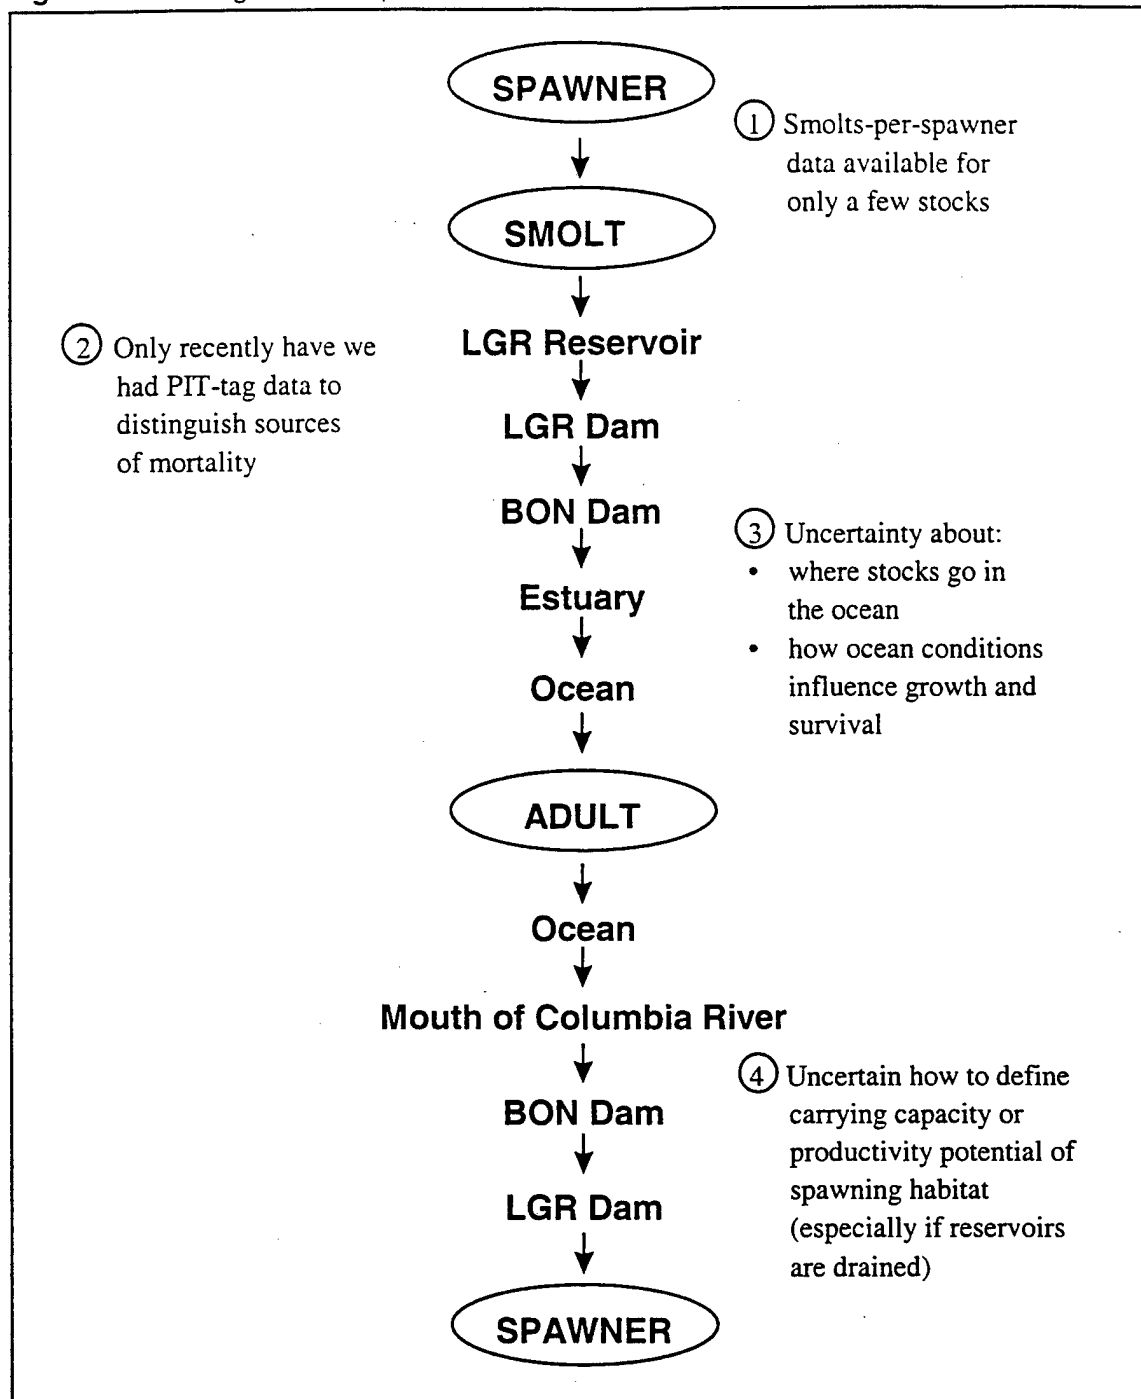 SPAWNER
① Smolts-per-spawner
data available for
only a few stocks
SMOLT
LGR Reservoir
② Only recently have we
had PIT-tag data to
distinguish sources
of mortality
LGR Dam
BON Dam
③ Uncertainty about:
• where stocks go in
the ocean
• how ocean conditions
influence growth and
survival
Estuary
Ocean
ADULT
Ocean
Mouth of Columbia River
④ Uncertain how to define
carrying capacity or
productivity potential of
spawning habitat
(especially if reservoirs
are drained)
BON Dam
LGR Dam
SPAWNER